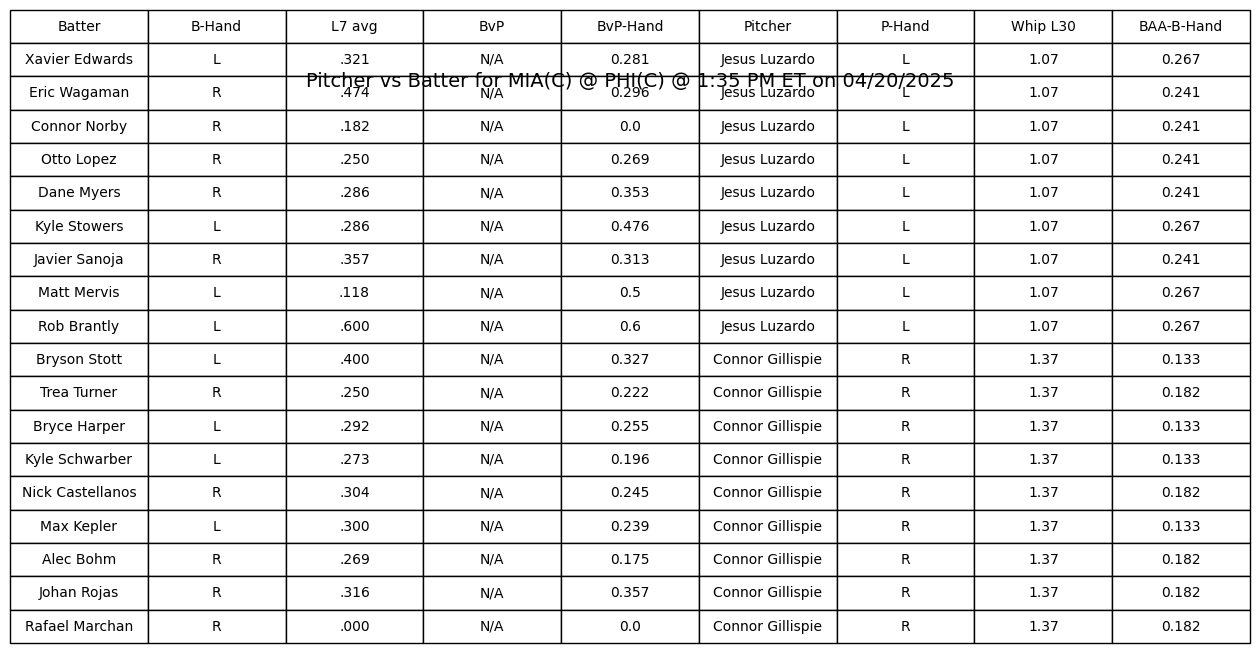 Batter B-Hand L7 avg BvP BvP-Hand Pitcher P-Hand Whip L30 BAA-B-Hand
Xavier Edwards L .321 N/A 0.281 Jesus Luzardo L 1.07 0.267
Pitcher vs Batter for MIA(C) @ PHI(C) @ 1:35 PM ET on 04/20/2025
Eric Wagaman R .474 N/A 0.296 Jesus Luzardo L 1.07 0.241
Connor Norby R .182 N/A 0.0 Jesus Luzardo L 1.07 0.241
Otto Lopez R .250 N/A 0.269 Jesus Luzardo L 1.07 0.241
Dane Myers R .286 N/A 0.353 Jesus Luzardo L 1.07 0.241
Kyle Stowers L .286 N/A 0.476 Jesus Luzardo L 1.07 0.267
Javier Sanoja R .357 N/A 0.313 Jesus Luzardo L 1.07 0.241
Matt Mervis L .118 N/A 0.5 Jesus Luzardo L 1.07 0.267
Rob Brantly L .600 N/A 0.6 Jesus Luzardo L 1.07 0.267
Bryson Stott L .400 N/A 0.327 Connor Gillispie R 1.37 0.133
Trea Turner R .250 N/A 0.222 Connor Gillispie R 1.37 0.182
Bryce Harper L .292 N/A 0.255 Connor Gillispie R 1.37 0.133
Kyle Schwarber L .273 N/A 0.196 Connor Gillispie R 1.37 0.133
Nick Castellanos R .304 N/A 0.245 Connor Gillispie R 1.37 0.182
Max Kepler L .300 N/A 0.239 Connor Gillispie R 1.37 0.133
Alec Bohm R .269 N/A 0.175 Connor Gillispie R 1.37 0.182
Johan Rojas R .316 N/A 0.357 Connor Gillispie R 1.37 0.182
Rafael Marchan R .000 N/A 0.0 Connor Gillispie R 1.37 0.182